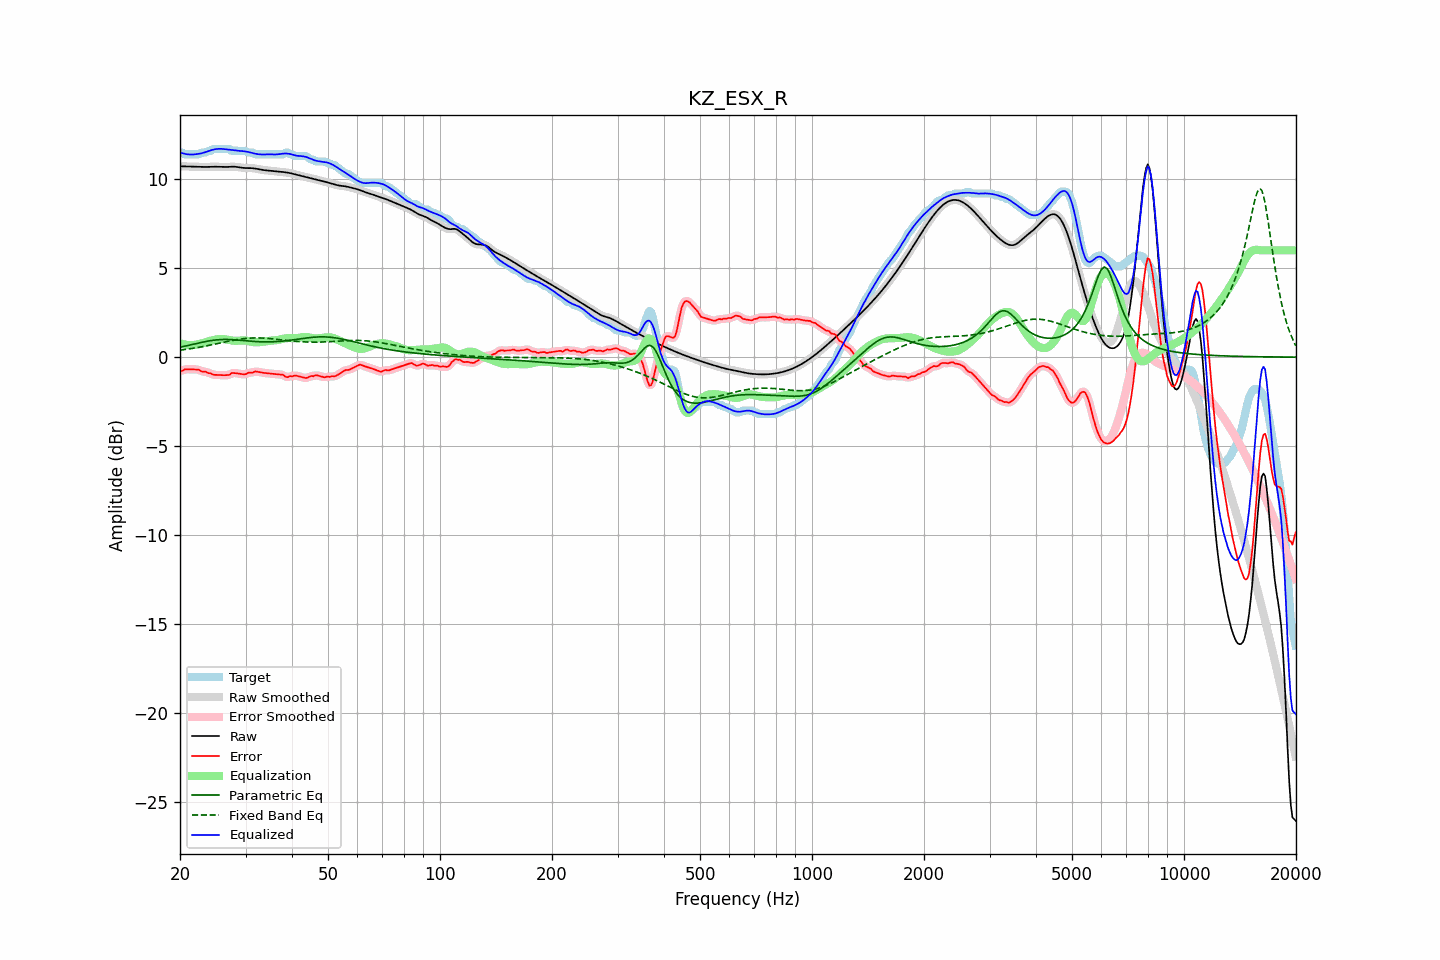 KZ_ESX_R
Amplitude (dBr)
10
5
0
−5
−10
−15
−20
−25
Target
Raw Smoothed
Error Smoothed
Raw
Error
Equalization
Parametric Eq
Fixed Band Eq
Equalized
20 50 100 200 500 1000 2000 5000 10000 20000
Frequency (Hz)